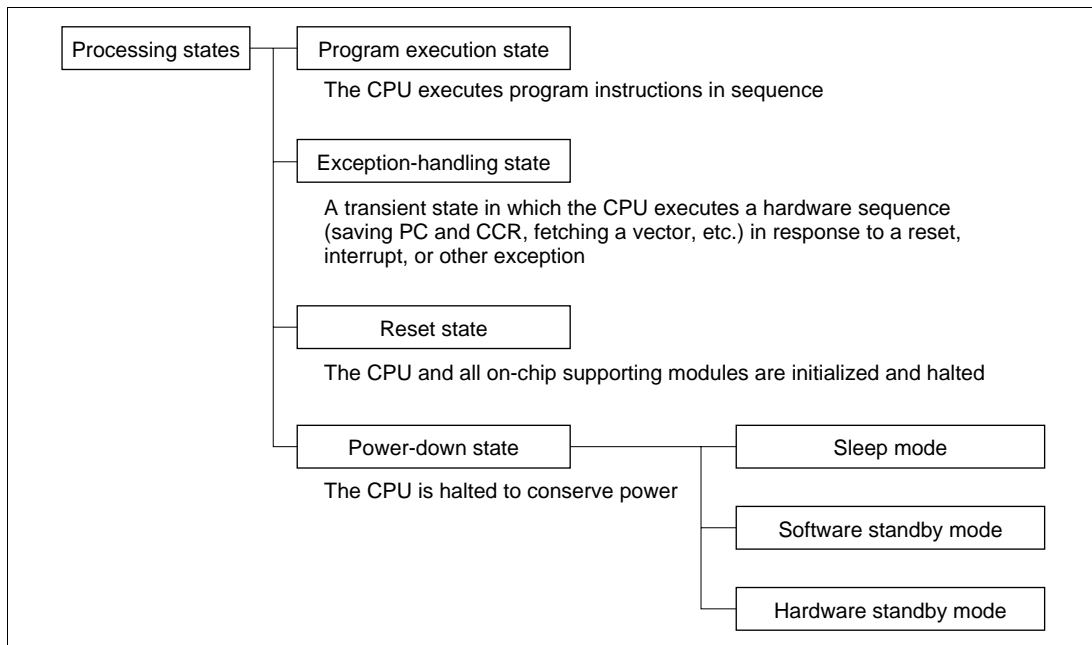 Processing states
Program execution state
The CPU executes program instructions in sequence
Exception-handling state
A transient state in which the CPU executes a hardware sequence
(saving PC and CCR, fetching a vector, etc.) in response to a reset,
interrupt, or other exception
Reset state
The CPU and all on-chip supporting modules are initialized and halted
Power-down state
The CPU is halted to conserve power
Sleep mode
Software standby mode
Hardware standby mode